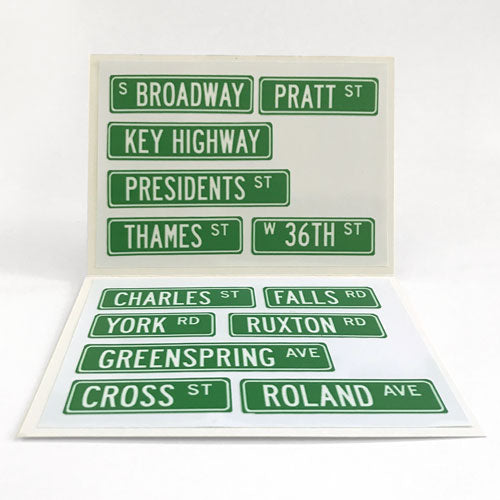 S BROADWAY PRATT ST
KEY HIGHWAY
PRESIDENTS ST
THAMES ST W 36TH ST
CHARLES ST FALLS RD
YORK RD RUXTON RD
GREENSPRING AVE
CROSS ST ROLAND AVE